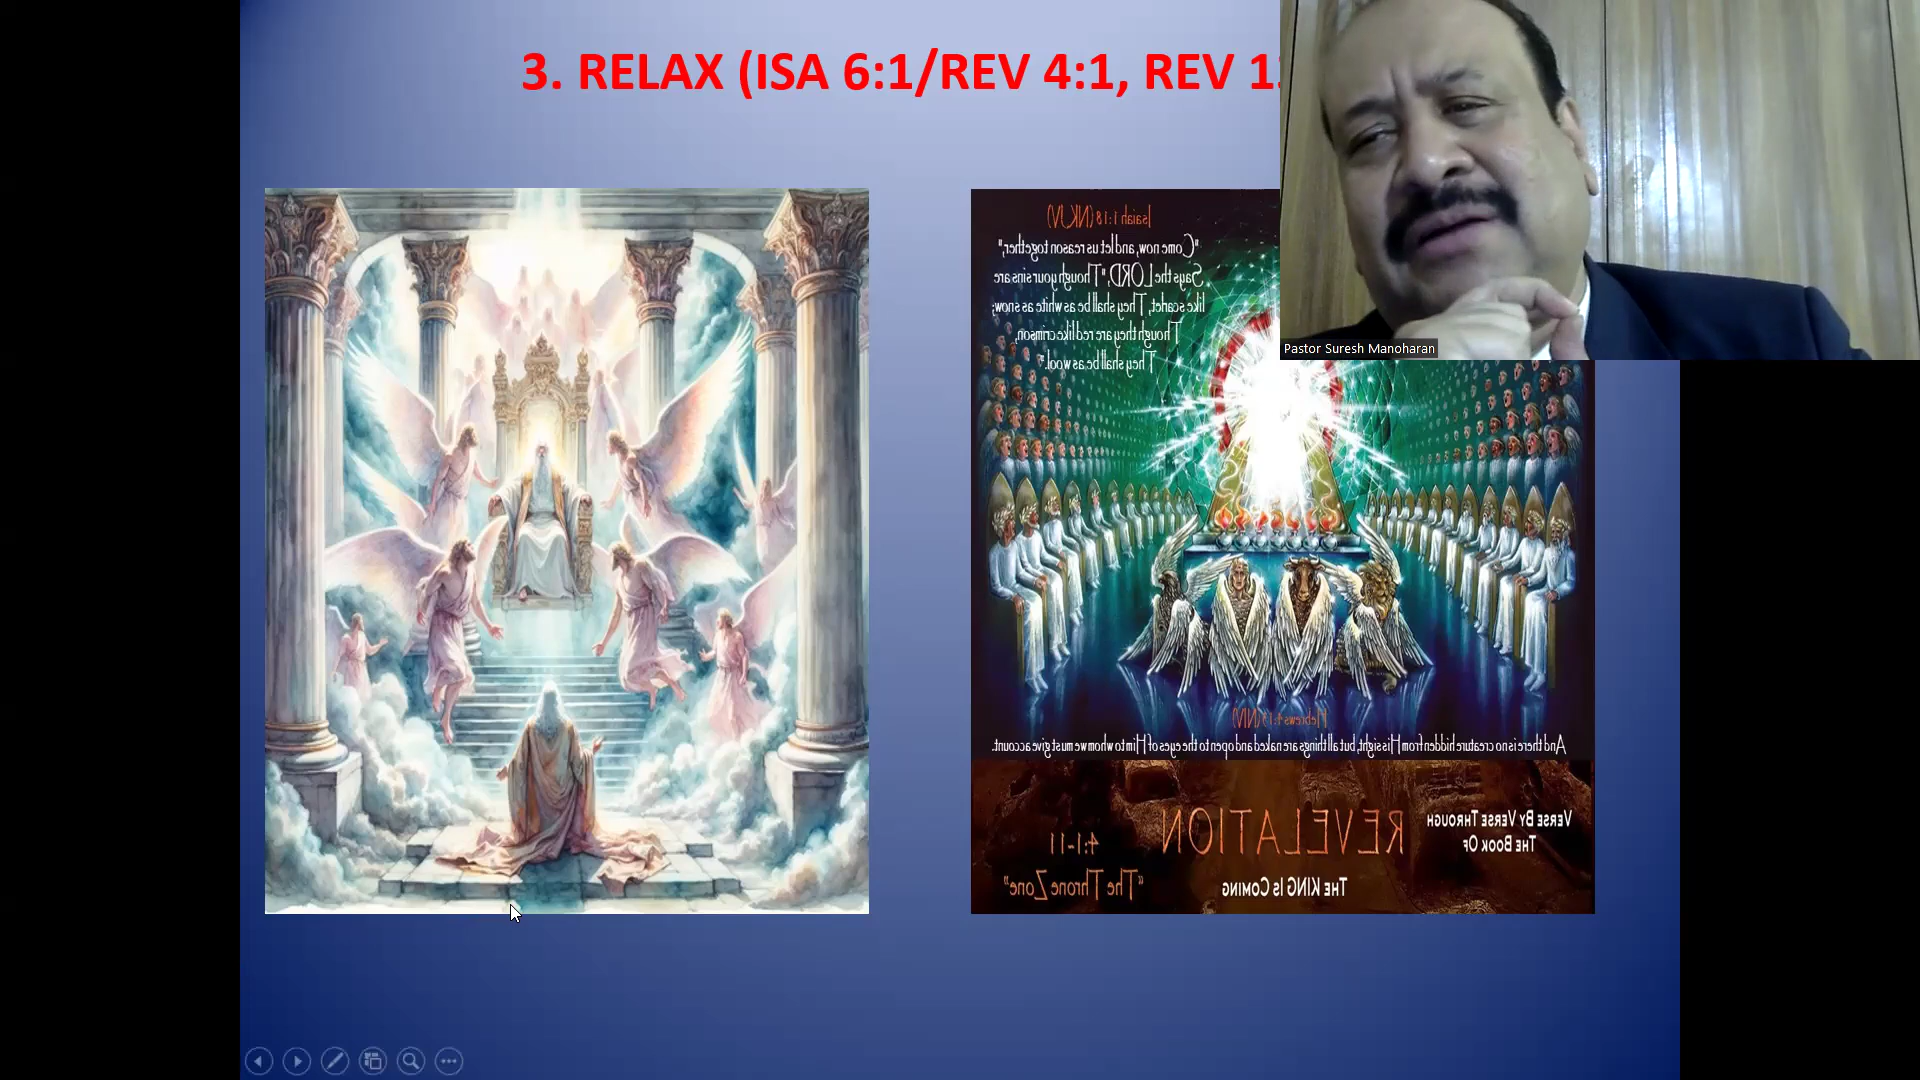 3. RELAX (ISA 6:1/REV 4:1, REV 1
Pastor Suresh Manoharan
Isaiah 1:18 (NKJV)
"Come now, and let us reason together,"
Says the LORD, "Though your sins are
like scarlet, They shall be as white as snow;
Though they are red like crimson,
They shall be as wool."
Hebrews 4:13 (NIV)
And there is no creature hidden from His sight, but all things are naked and open to the eyes of Him to whom we must give account.
VERSE BY VERSE THROUGH
THE BOOK OF
REVELATION
4:1-11
"The Throne Zone"
THE KING IS COMING